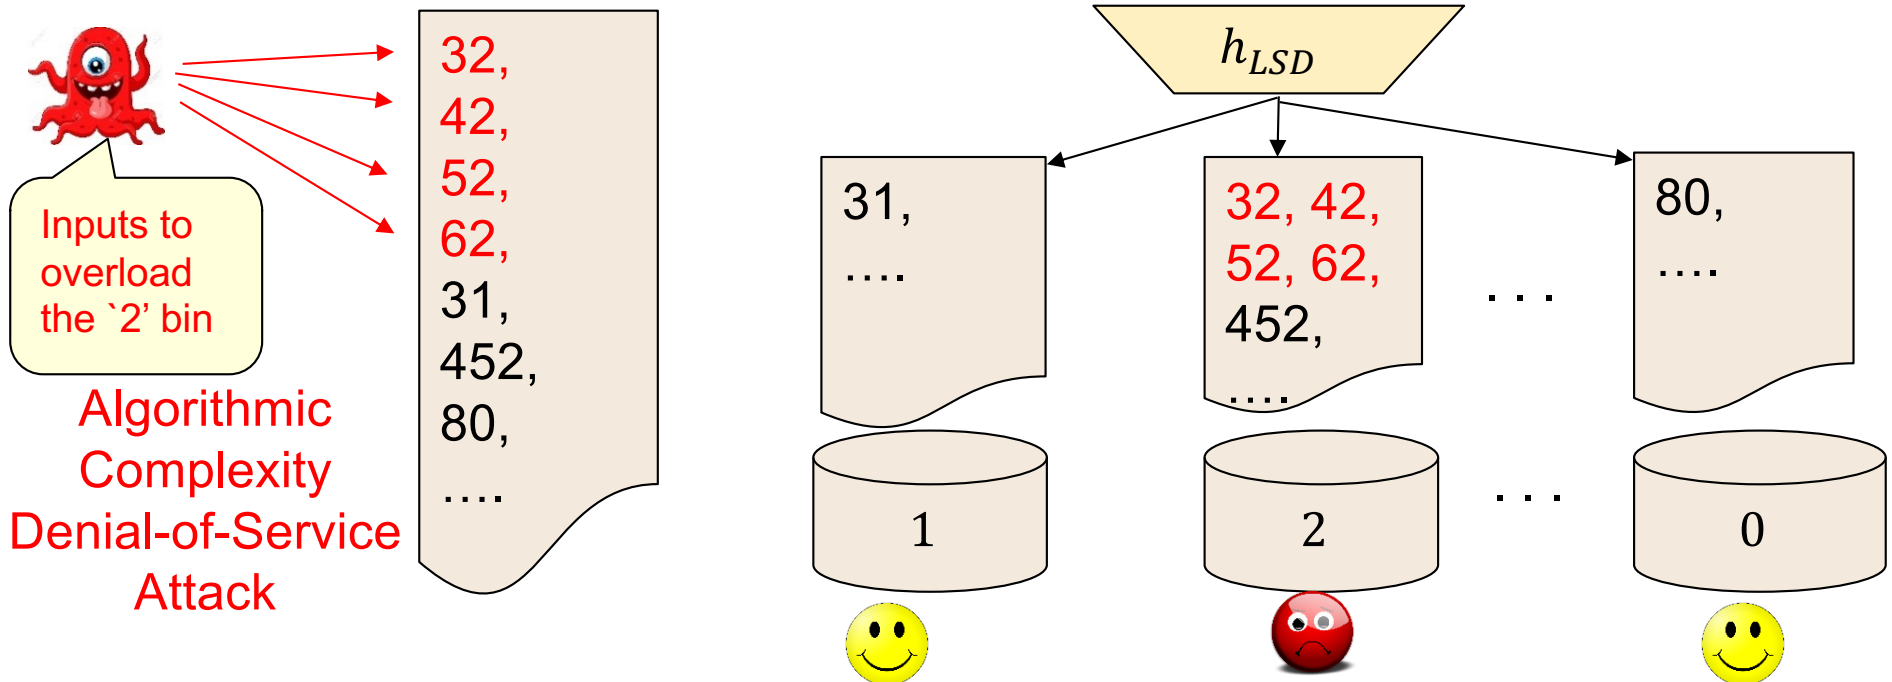 Inputs to
overload
the `2’ bin
Algorithmic
Complexity
Denial-of-Service
Attack
32,
42,
52,
62,
31,
452,
80,
....
h_LSD
31,
....
32, 42,
52, 62,
452,
....
. . .
80,
....
1
2
. . .
0